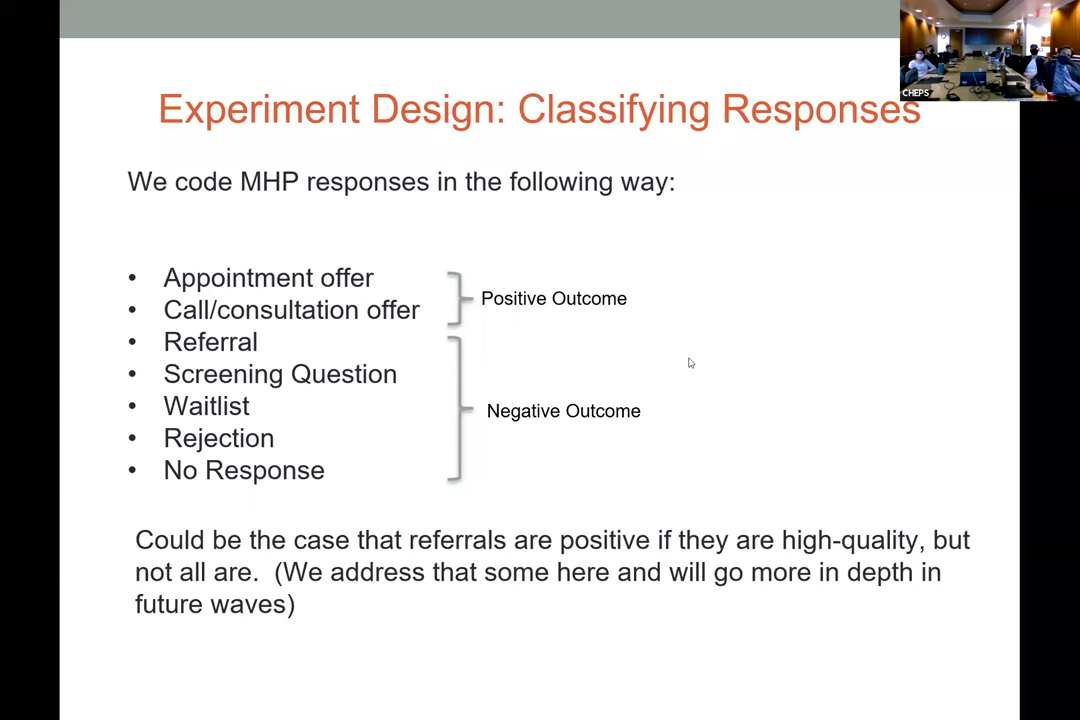 CHEPS
Experiment Design: Classifying Responses
We code MHP responses in the following way:
• Appointment offer
• Call/consultation offer
Positive Outcome
• Referral
• Screening Question
• Waitlist
• Rejection
• No Response
Negative Outcome
Could be the case that referrals are positive if they are high-quality, but
not all are.  (We address that some here and will go more in depth in
future waves)